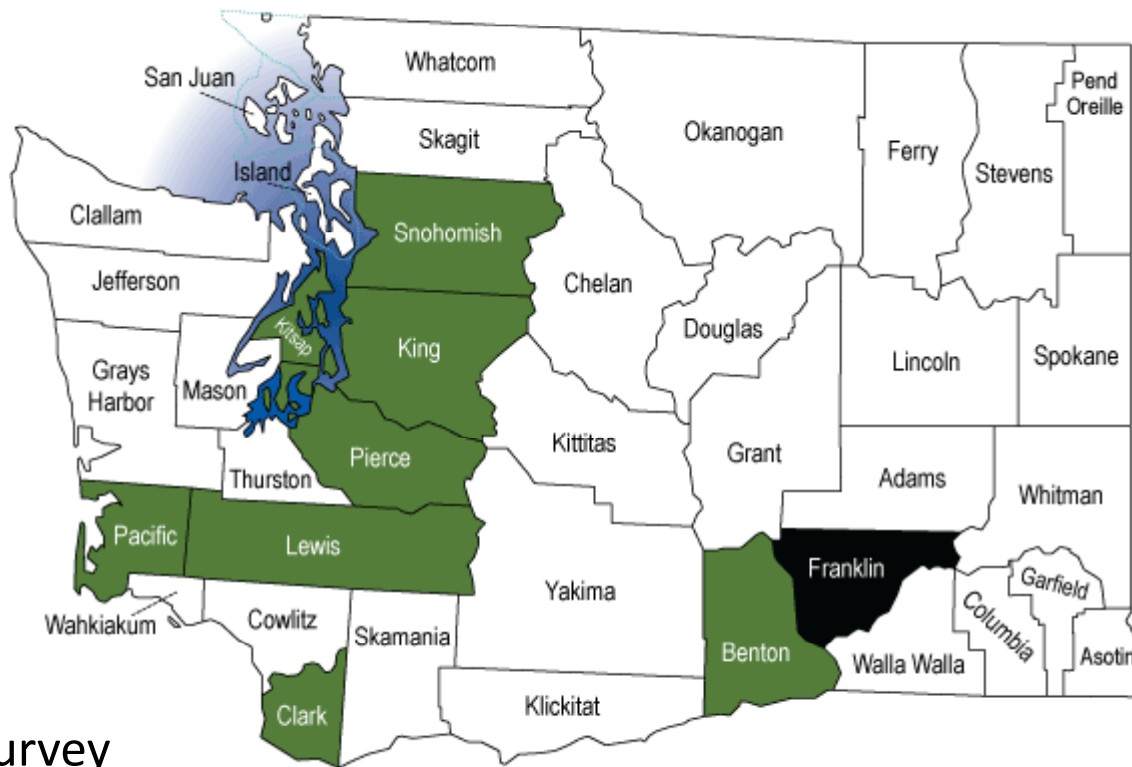 Whatcom
San Juan
Pend
Oreille
Okanogan
Skagit
Ferry
Island
Stevens
Clallam
Snohomish
Jefferson
Chelan
Kitsap
Douglas
King
Lincoln
Spokane
Grays
Harbor
Mason
Kittitas
Grant
Pierce
Thurston
Adams
Whitman
Pacific
Lewis
Franklin
Garfield
Yakima
Wahkiakum
Cowlitz
Columbia
Skamania
Benton
Walla Walla
Asotin
Klickitat
Clark
urvey